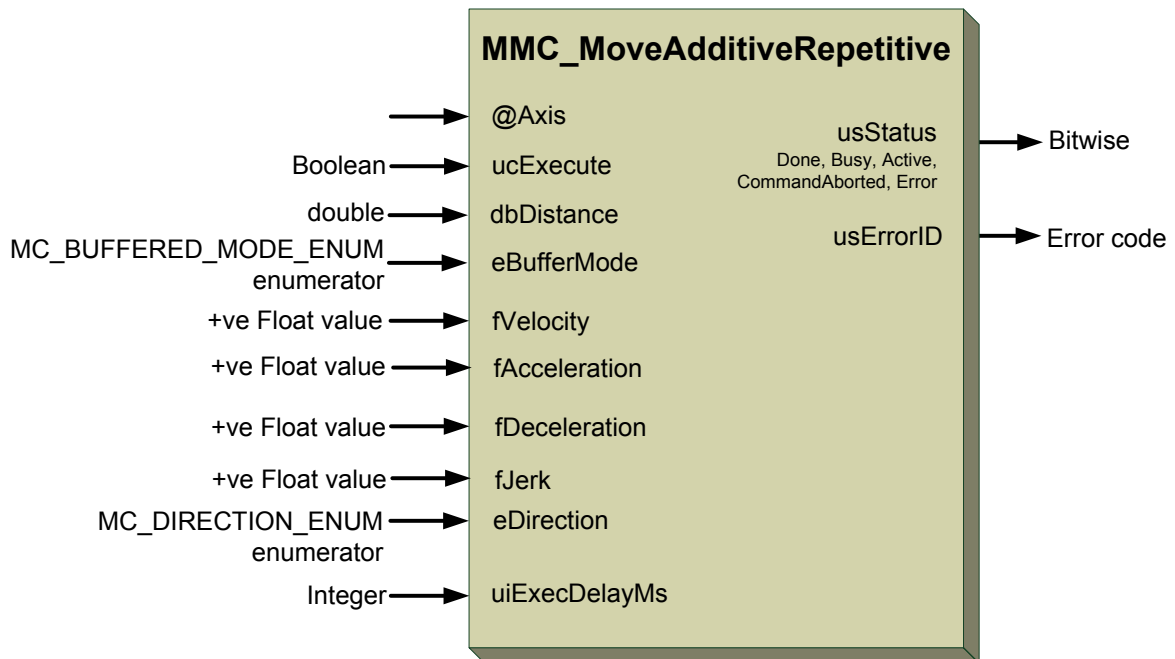 MMC_MoveAdditiveRepetitive
@Axis
Boolean
ucExecute
double
dbDistance
MC_BUFFERED_MODE_ENUM
enumerator
eBufferMode
+ve Float value
fVelocity
+ve Float value
fAcceleration
+ve Float value
fDeceleration
+ve Float value
fJerk
MC_DIRECTION_ENUM
enumerator
eDirection
Integer
uiExecDelayMs
usStatus
Done, Busy, Active,
CommandAborted, Error
Bitwise
usErrorID
Error code